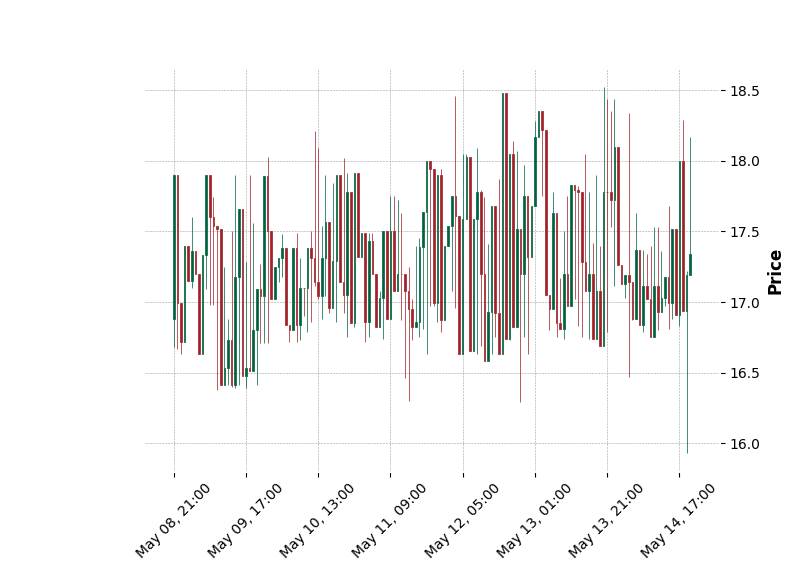 18.5
18.0
17.5
17.0
16.5
16.0
Price
May 08, 21:00
May 09, 17:00
May 10, 13:00
May 11, 09:00
May 12, 05:00
May 13, 01:00
May 13, 21:00
May 14, 17:00